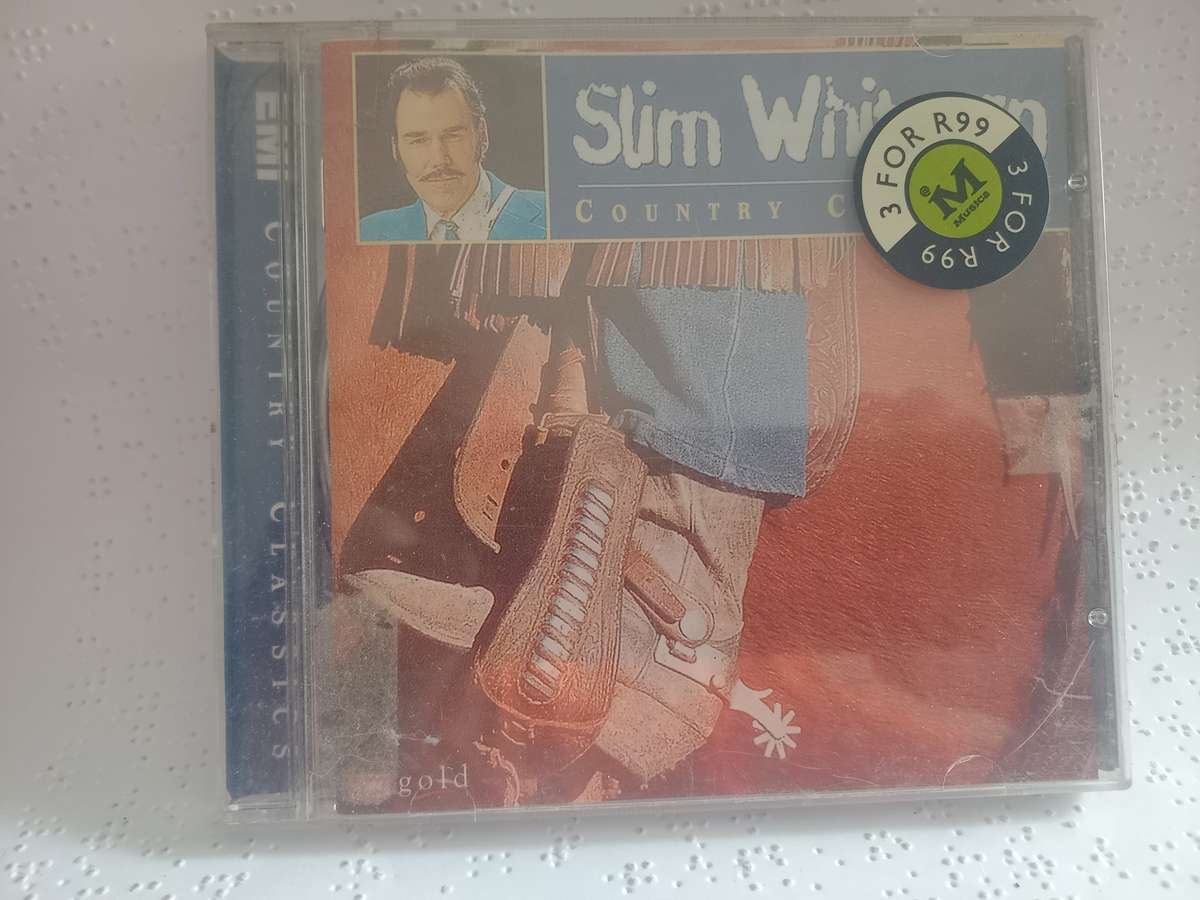 EMI COUNTRY CLASSICS
Slim Whitman
COUNTRY C
3 FOR R99
@
M
Musica
3 FOR R99
gold